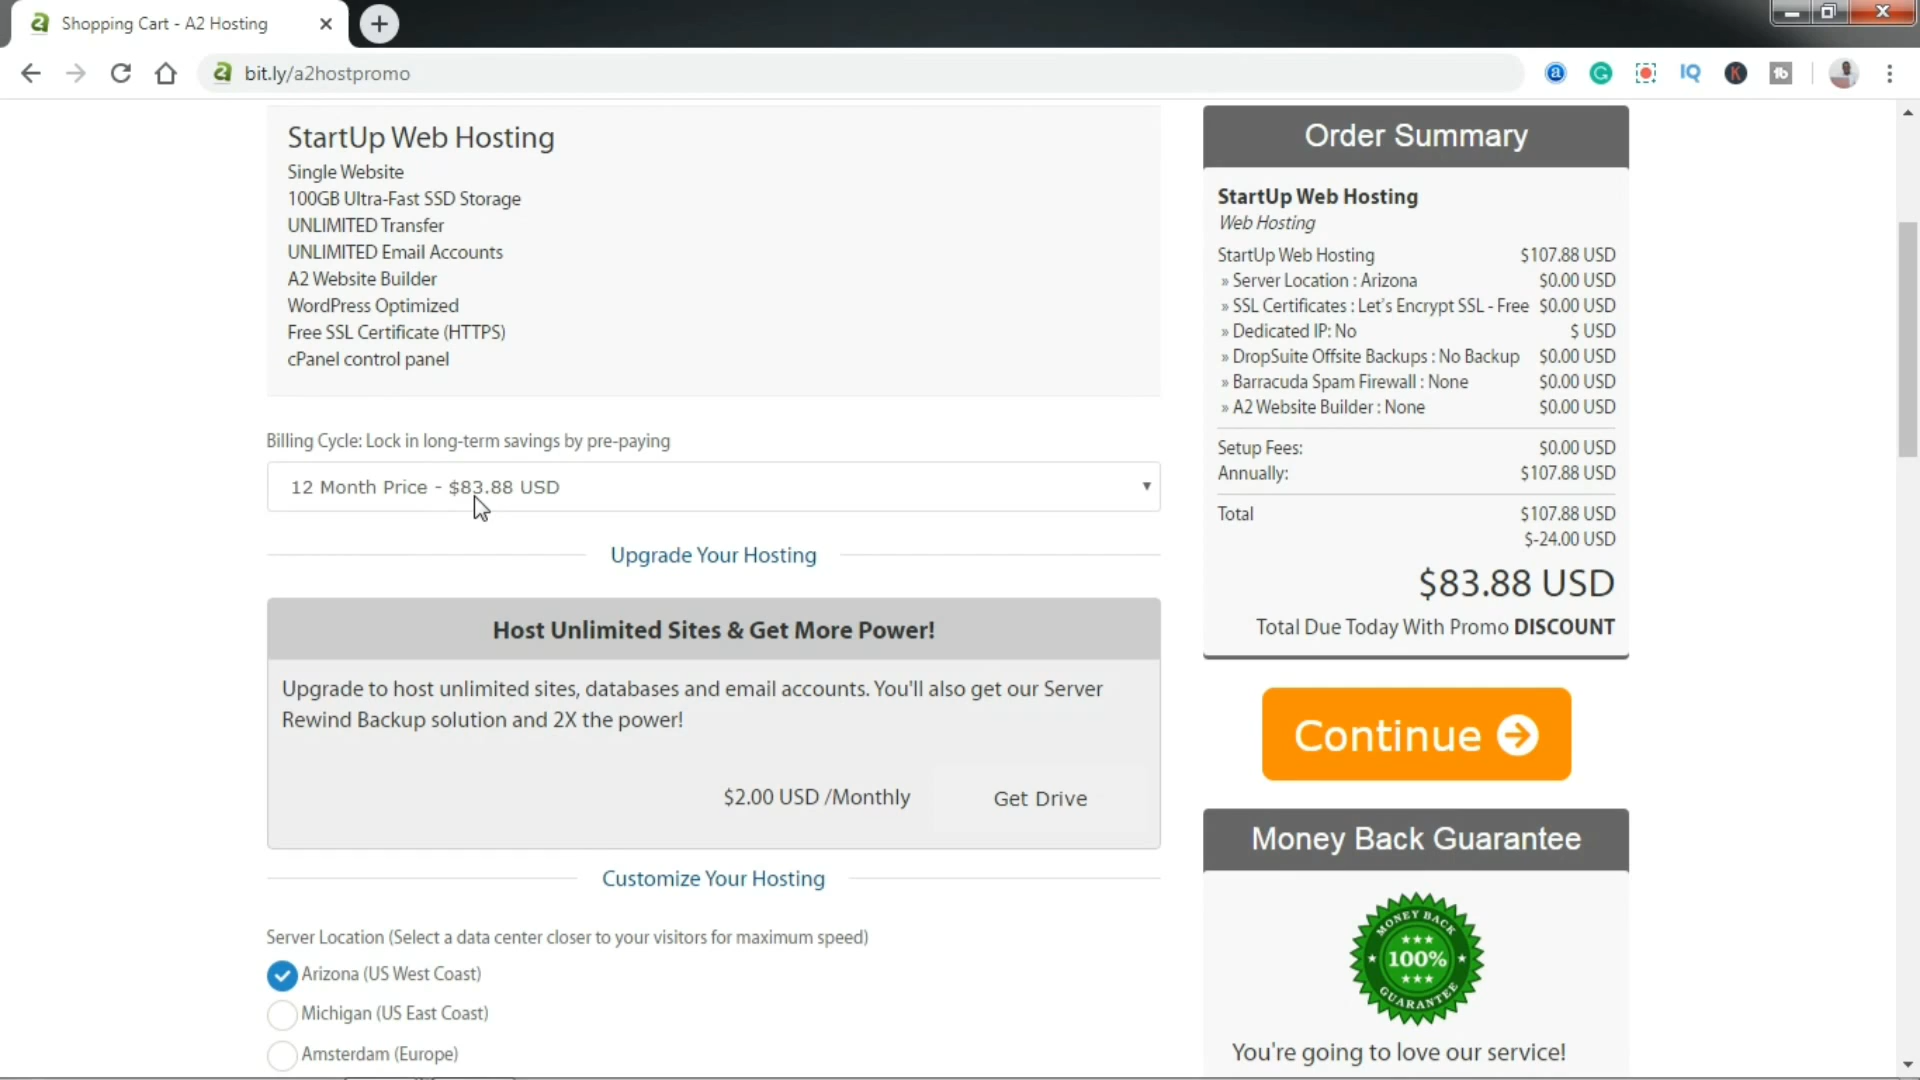 Shopping Cart - A2 Hosting
bit.ly/a2hostpromo
StartUp Web Hosting
Single Website
100GB Ultra-Fast SSD Storage
UNLIMITED Transfer
UNLIMITED Email Accounts
A2 Website Builder
WordPress Optimized
Free SSL Certificate (HTTPS)
cPanel control panel
Billing Cycle: Lock in long-term savings by pre-paying
12 Month Price - $83.88 USD
Upgrade Your Hosting
Host Unlimited Sites & Get More Power!
Upgrade to host unlimited sites, databases and email accounts. You'll also get our Server
Rewind Backup solution and 2X the power!
$2.00 USD /Monthly Get Drive
Customize Your Hosting
Server Location (Select a data center closer to your visitors for maximum speed)
Arizona (US West Coast)
Michigan (US East Coast)
Amsterdam (Europe)
Order Summary
StartUp Web Hosting
Web Hosting
StartUp Web Hosting $107.88 USD
» Server Location : Arizona $0.00 USD
» SSL Certificates : Let's Encrypt SSL - Free $0.00 USD
» Dedicated IP: No $ USD
» DropSuite Offsite Backups : No Backup $0.00 USD
» Barracuda Spam Firewall : None $0.00 USD
» A2 Website Builder : None $0.00 USD
Setup Fees: $0.00 USD
Annually: $107.88 USD
Total $107.88 USD
$-24.00 USD
$83.88 USD
Total Due Today With Promo DISCOUNT
Continue
Money Back Guarantee
MONEY BACK
100%
GUARANTEE
You're going to love our service!